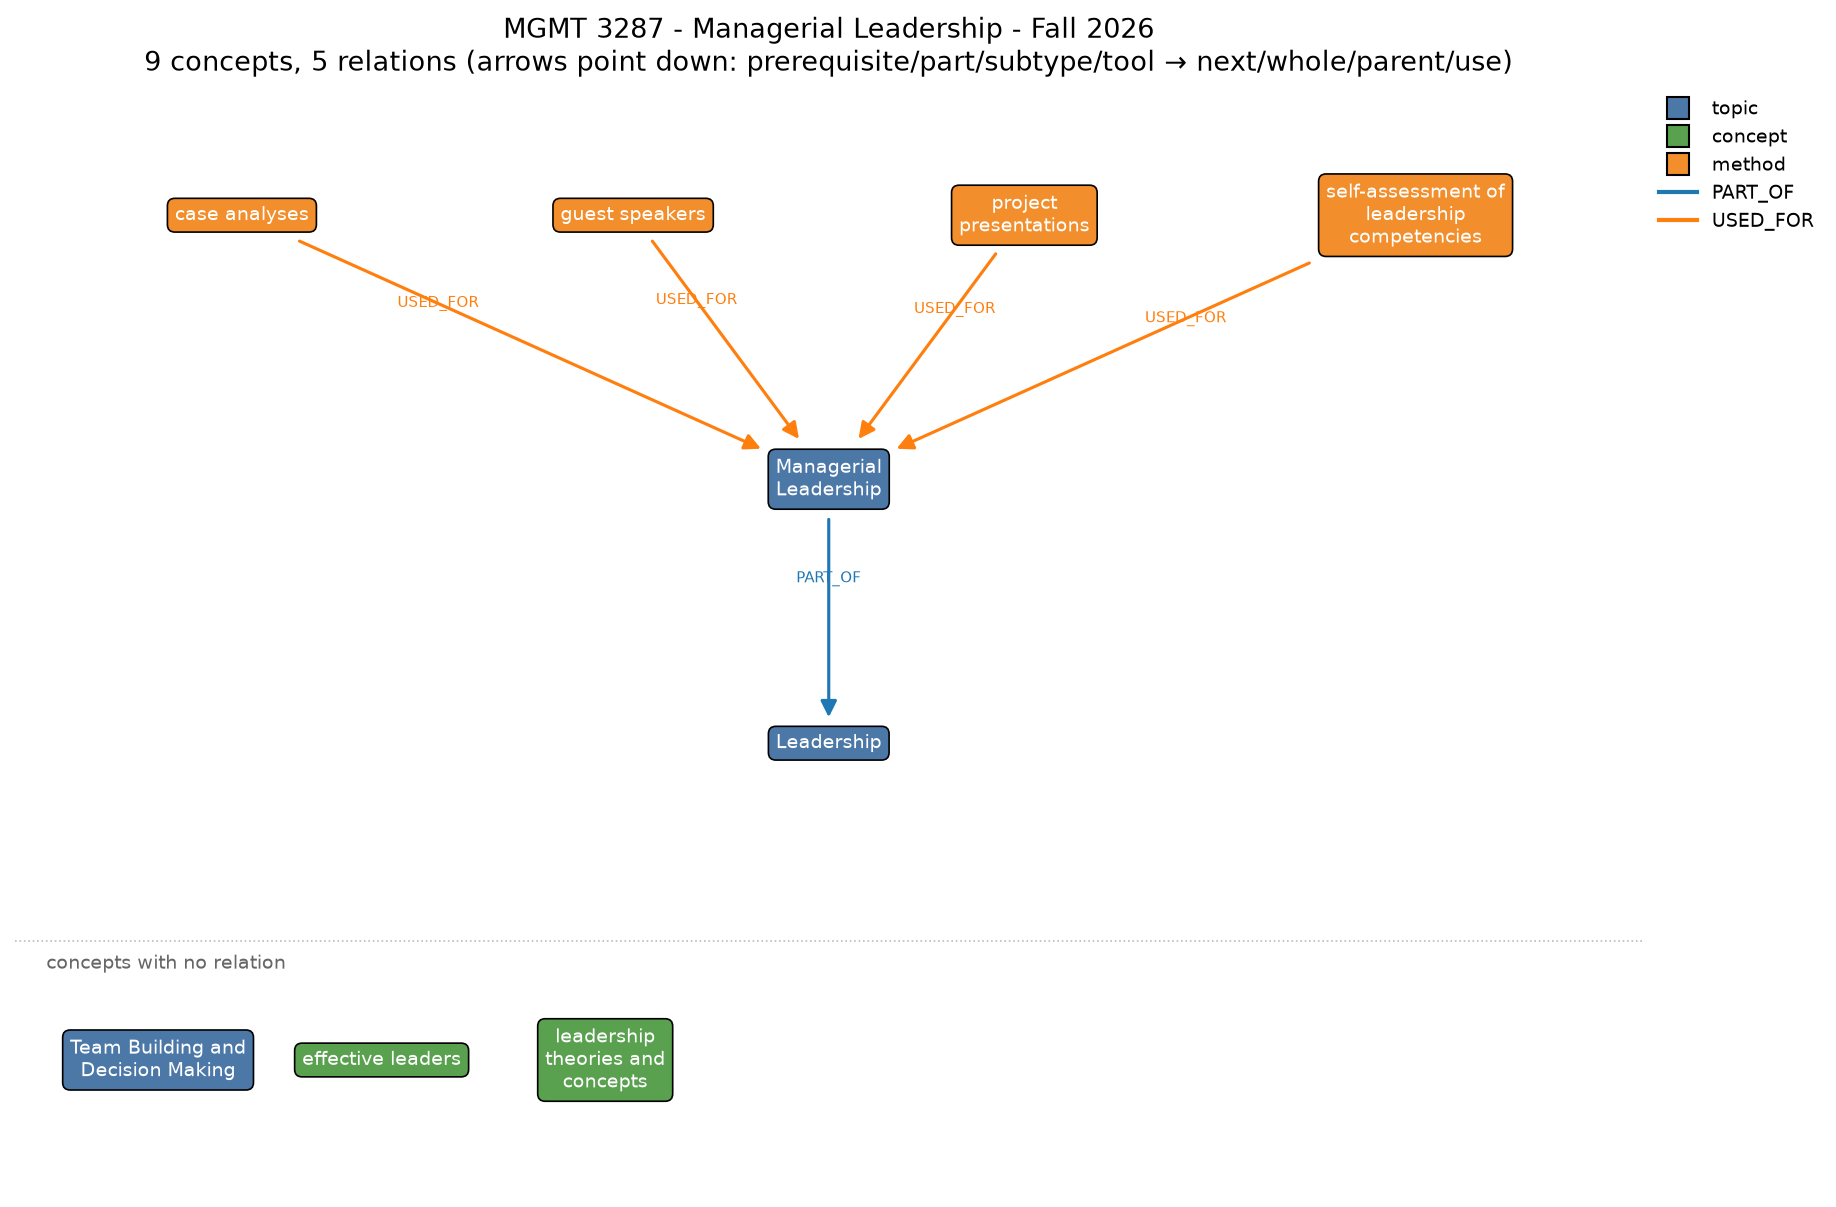 MGMT 3287 - Managerial Leadership - Fall 2026
9 concepts, 5 relations (arrows point down: prerequisite/part/subtype/tool → next/whole/parent/use)
topic
concept
method
PART_OF
USED_FOR
case analyses
guest speakers
project
presentations
self-assessment of
leadership
competencies
USED_FOR
USED_FOR
USED_FOR
USED_FOR
Managerial
Leadership
PART_OF
Leadership
concepts with no relation
Team Building and
Decision Making
effective leaders
leadership
theories and
concepts